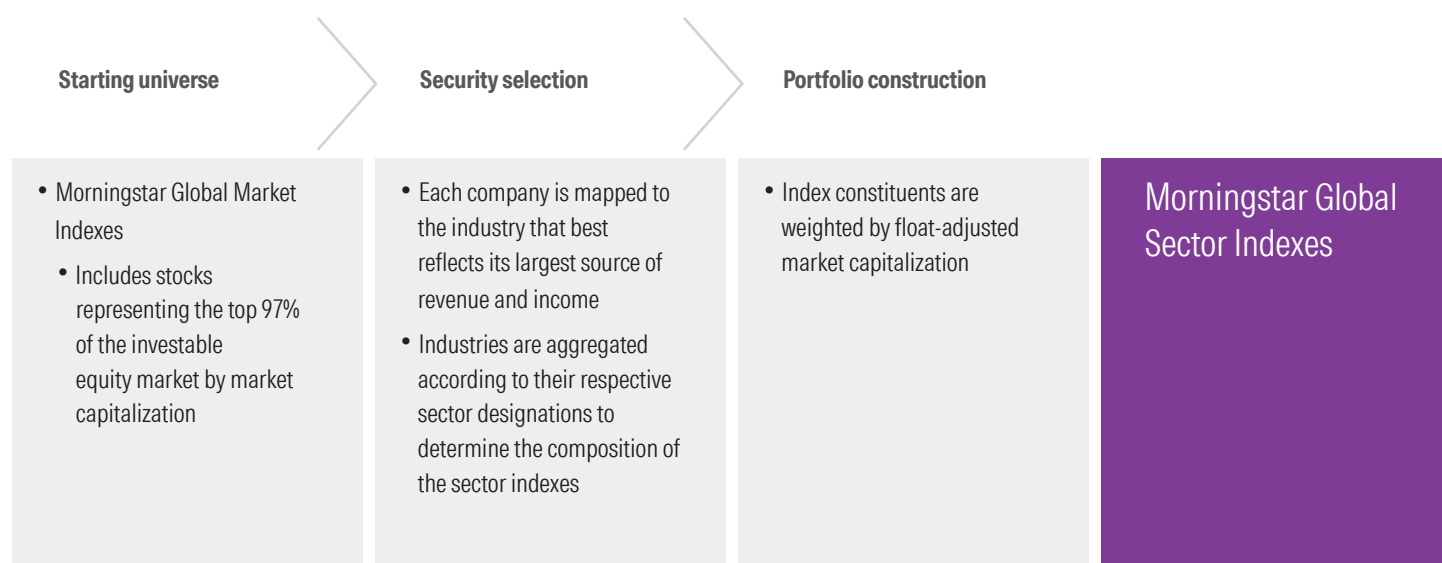 Starting universe
Security selection
Portfolio construction
• Morningstar Global Market
Indexes
• Includes stocks
representing the top 97%
of the investable
equity market by market
capitalization
• Each company is mapped to
the industry that best
reflects its largest source of
revenue and income
• Industries are aggregated
according to their respective
sector designations to
determine the composition of
the sector indexes
• Index constituents are
weighted by float-adjusted
market capitalization
Morningstar Global
Sector Indexes